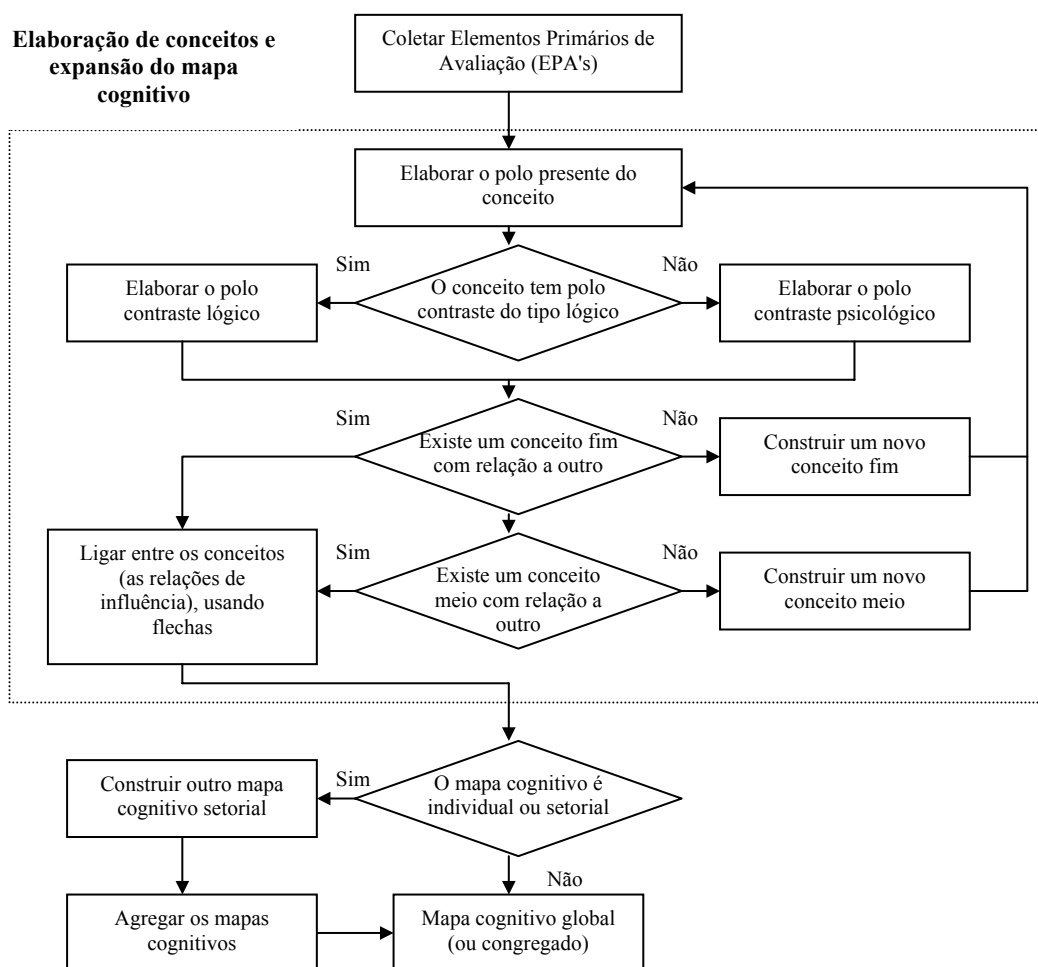 Elaboração de conceitos e
expansão do mapa
cognitivo
Coletar Elementos Primários de
Avaliação (EPA's)
Elaborar o polo presente do
conceito
Sim
Não
Elaborar o polo
contraste lógico
O conceito tem polo
contraste do tipo lógico
Elaborar o polo
contraste psicológico
Sim
Não
Existe um conceito fim
com relação a outro
Construir um novo
conceito fim
Ligar entre os conceitos
(as relações de
influência), usando
flechas
Sim
Não
Existe um conceito
meio com relação a
outro
Construir um novo
conceito meio
Construir outro mapa
cognitivo setorial
Sim
O mapa cognitivo é
individual ou setorial
Não
Agregar os mapas
cognitivos
Mapa cognitivo global
(ou congregado)